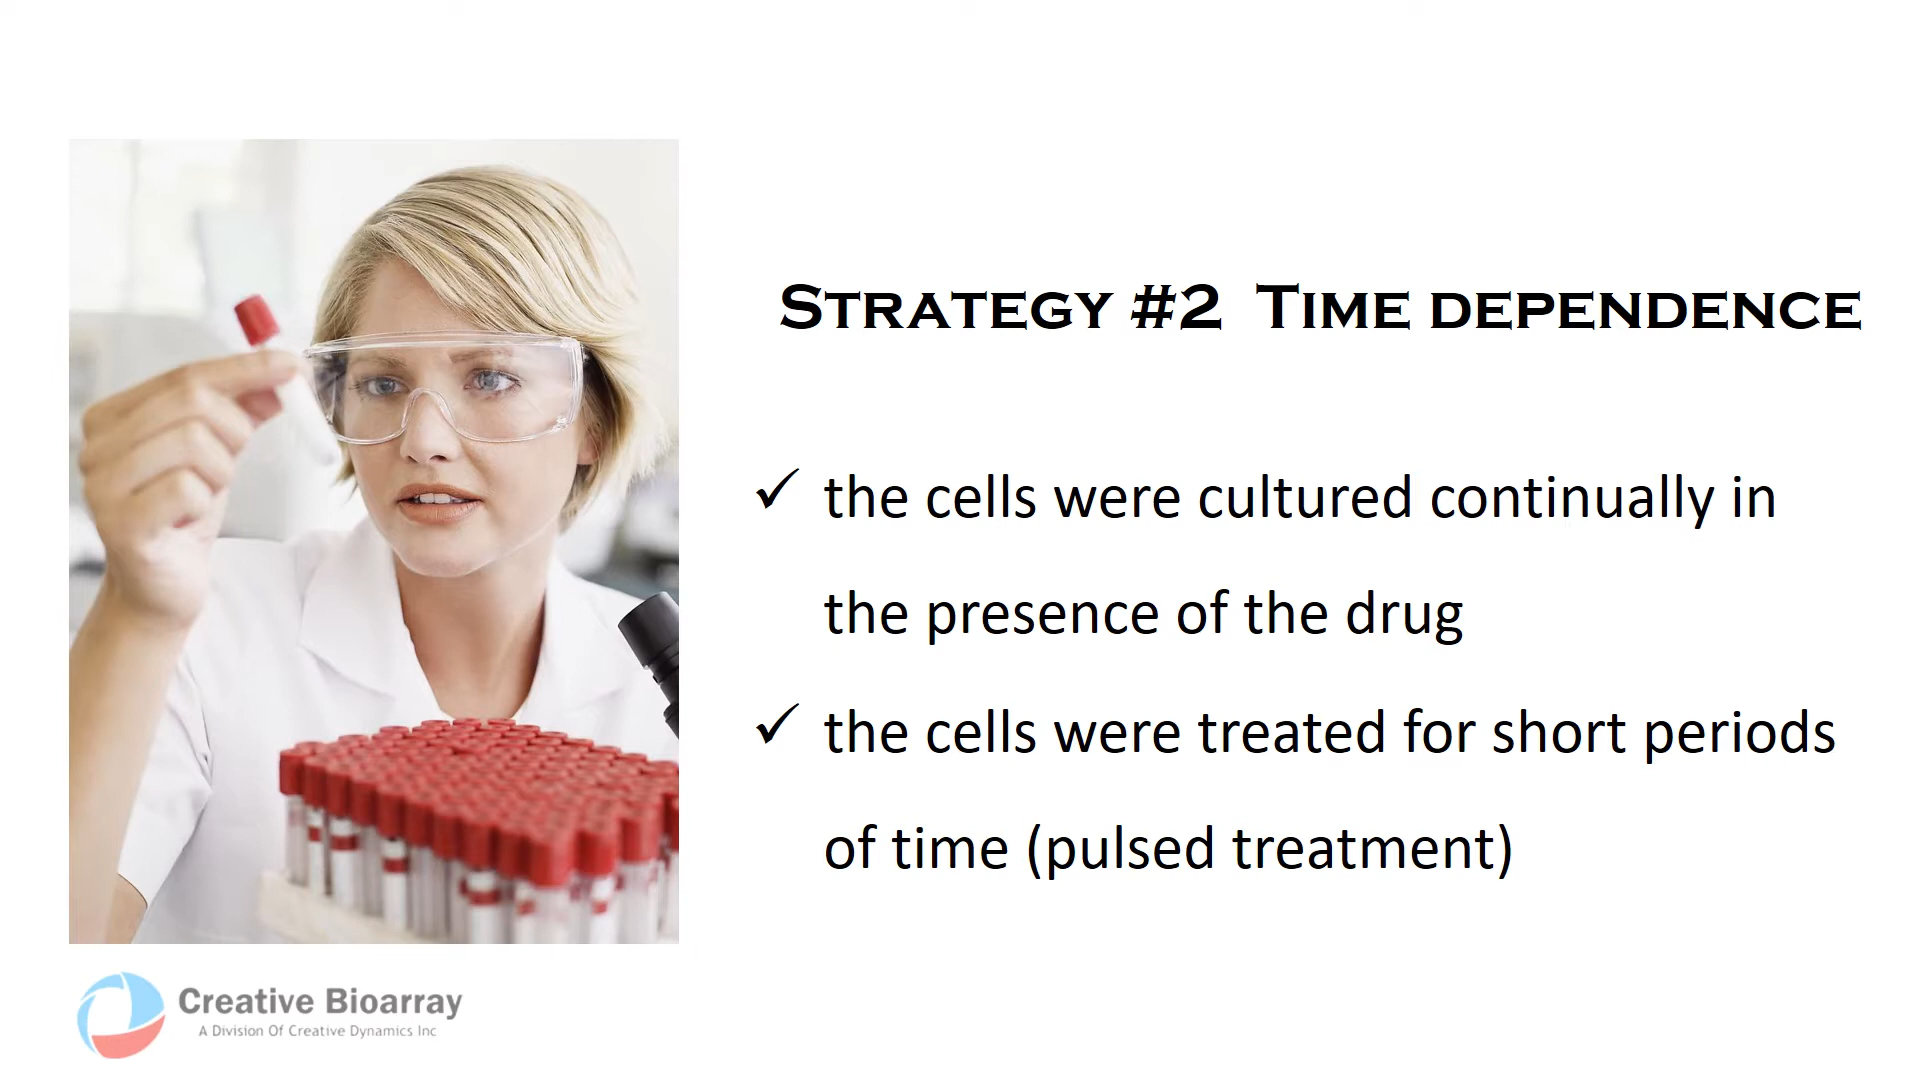 STRATEGY #2 TIME DEPENDENCE
✓ the cells were cultured continually in
the presence of the drug
✓ the cells were treated for short periods
of time (pulsed treatment)
Creative Bioarray
A Division Of Creative Dynamics Inc